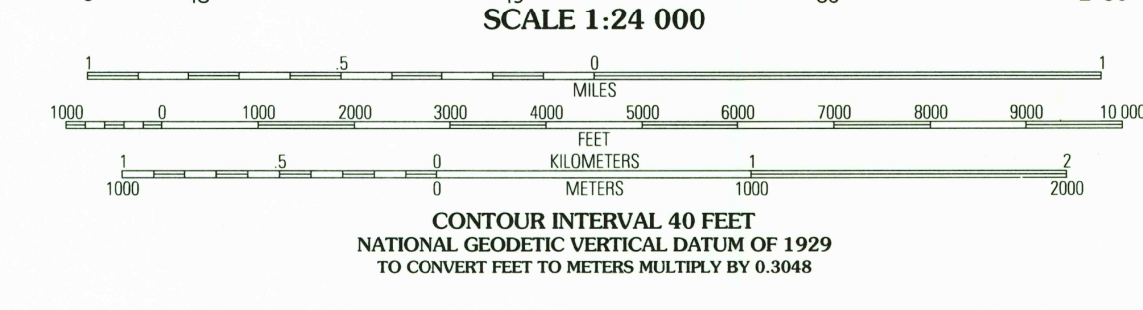 SCALE 1:24 000
1 .5 0 1
MILES
1000 0 1000 2000 3000 4000 5000 6000 7000 8000 9000 10 000
FEET
1 .5 0 KILOMETERS 1 2
1000 0 METERS 1000 2000
CONTOUR INTERVAL 40 FEET
NATIONAL GEODETIC VERTICAL DATUM OF 1929
TO CONVERT FEET TO METERS MULTIPLY BY 0.3048